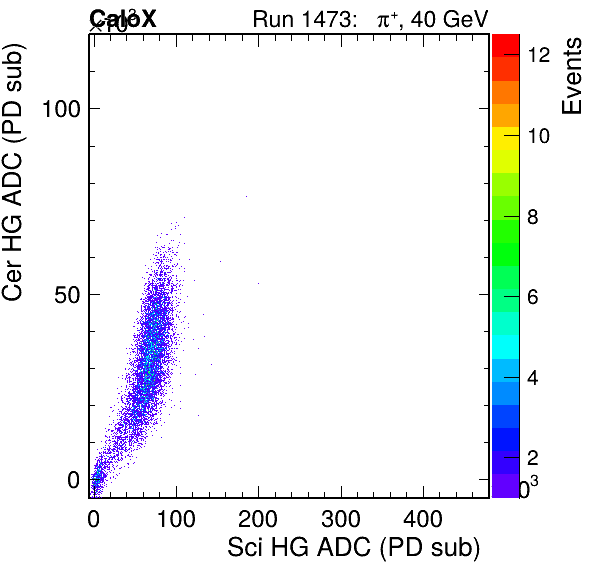 CaloX Run 1473: π+, 40 GeV
×10³
Cer HG ADC (PD sub)
100
50
0
0 100 200 300 400
Sci HG ADC (PD sub)
Events
12
10
8
6
4
2
0